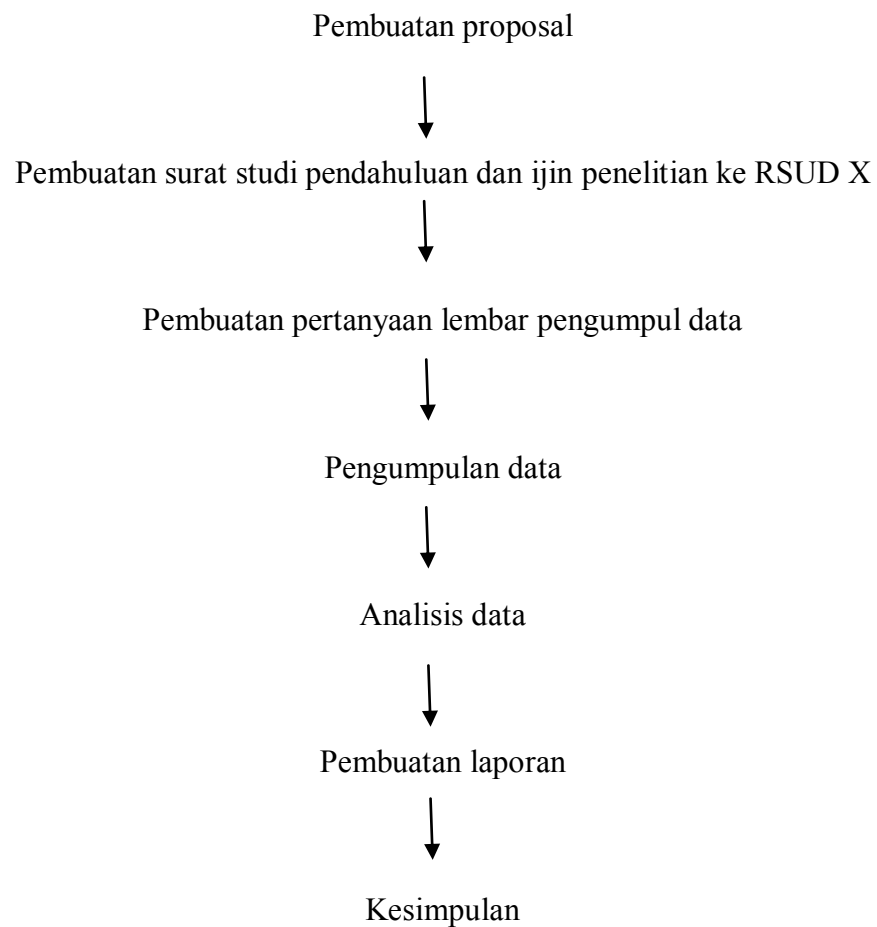 Pembuatan proposal
Pembuatan surat studi pendahuluan dan ijin penelitian ke RSUD X
Pembuatan pertanyaan lembar pengumpul data
Pengumpulan data
Analisis data
Pembuatan laporan
Kesimpulan